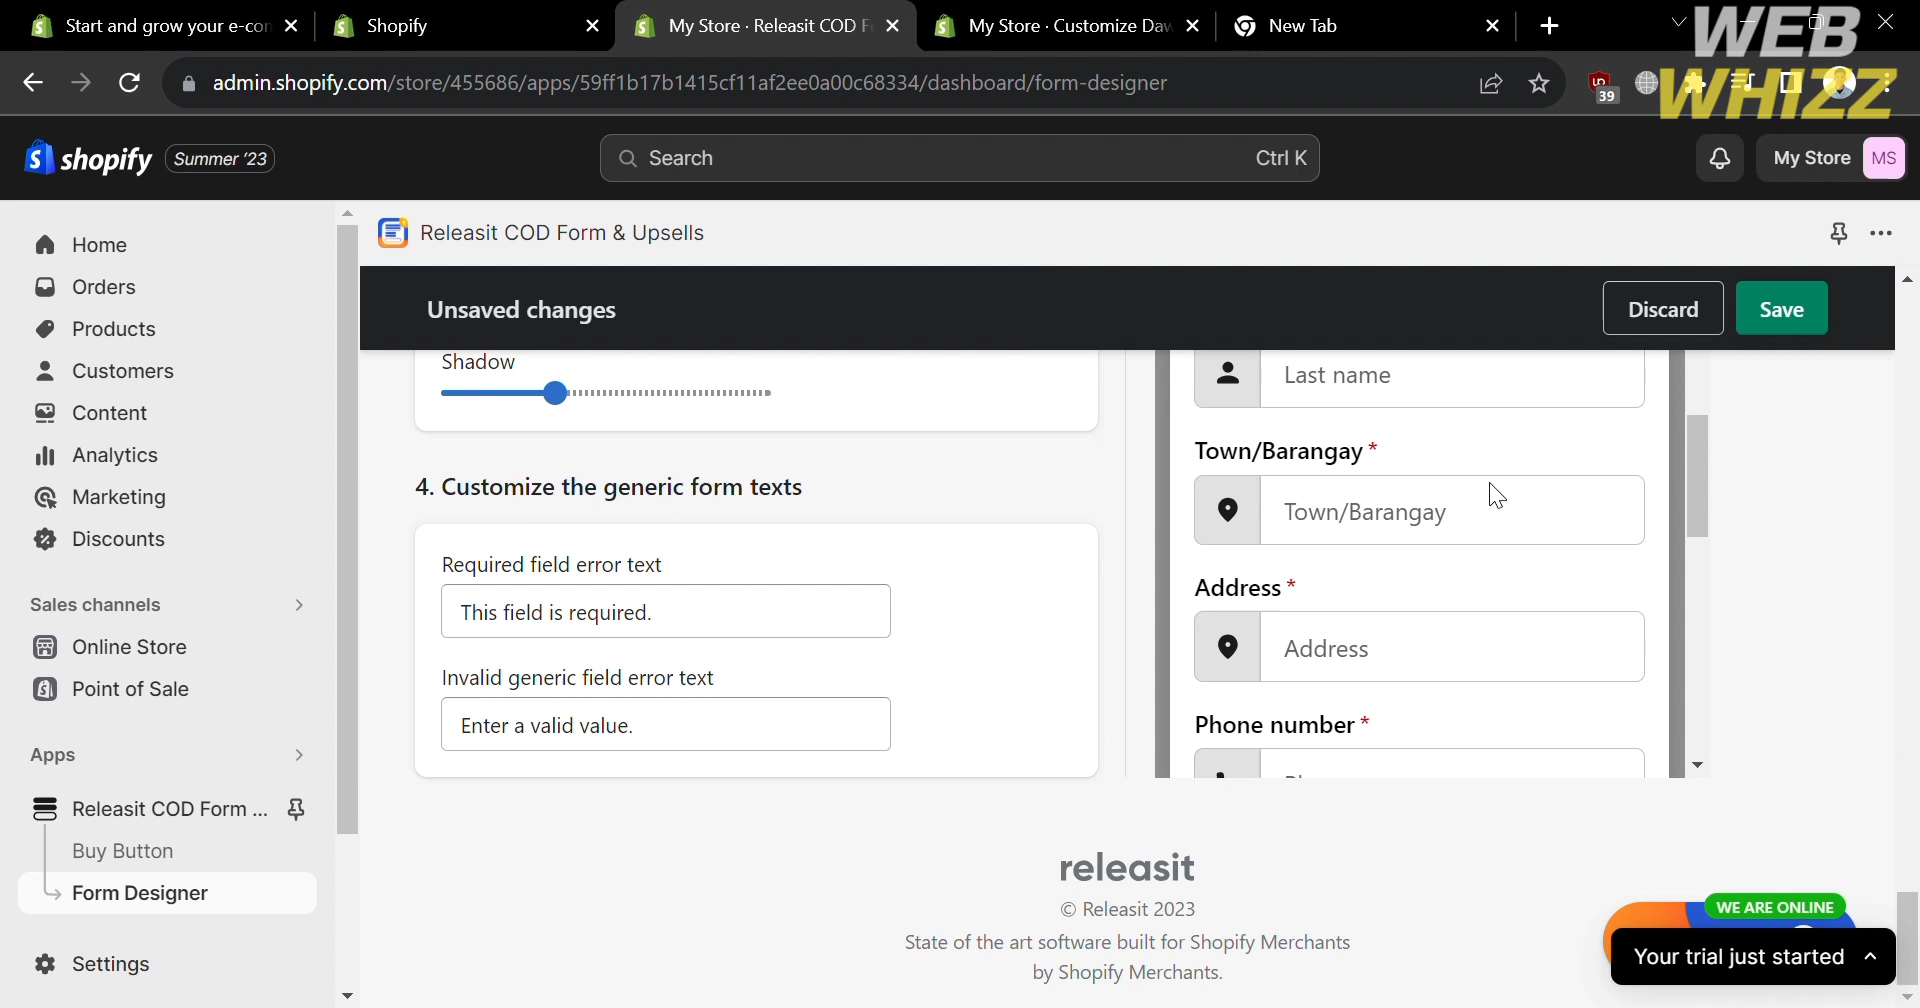 Start and grow your e-con
Shopify
My Store · Releasit COD F
My Store · Customize Daw
New Tab
WEB
WHIZZ
admin.shopify.com/store/455686/apps/59ff1b17b1415cf11af2ee0a00c68334/dashboard/form-designer
39
shopify
Summer '23
Search
Ctrl K
My Store
MS
Home
Orders
Products
Customers
Content
Analytics
Marketing
Discounts
Sales channels
Online Store
Point of Sale
Apps
Releasit COD Form ...
Buy Button
Form Designer
Settings
Releasit COD Form & Upsells
Unsaved changes
Discard
Save
Shadow
4. Customize the generic form texts
Required field error text
This field is required.
Invalid generic field error text
Enter a valid value.
Last name
Town/Barangay *
Town/Barangay
Address *
Address
Phone number *
releasit
© Releasit 2023
State of the art software built for Shopify Merchants
by Shopify Merchants.
WE ARE ONLINE
Your trial just started